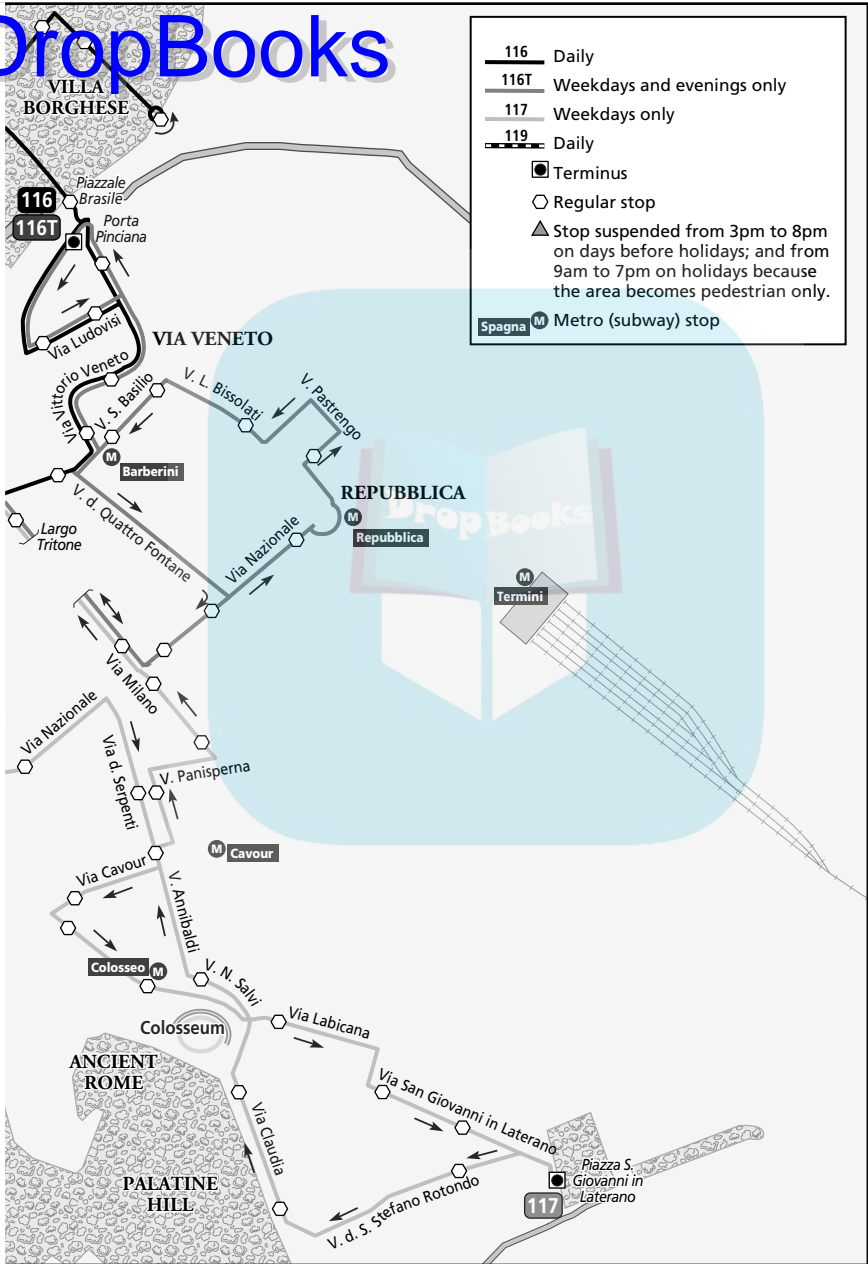 DropBooks
VILLA
BORGHESE
116
Daily
116T
Weekdays and evenings only
117
Weekdays only
119
Daily
Terminus
Regular stop
Stop suspended from 3pm to 8pm
on days before holidays; and from
9am to 7pm on holidays because
the area becomes pedestrian only.
Spagna M Metro (subway) stop
Piazzale
Brasile
116
116T
Porta
Pinciana
Via Ludovisi
VIA VENETO
Via Vittorio Veneto
V. S. Basilio
V. L. Bissolati
V. Pastrengo
M
Barberini
REPUBBLICA
M
Repubblica
Drop Books
Largo
Tritone
V. d. Quattro Fontane
Via Nazionale
M
Termini
Via Milano
Via Nazionale
Via d. Serpenti
V. Panisperna
M Cavour
Via Cavour
V. Annibaldi
Colosseo M
V. N. Salvi
Colosseum
Via Labicana
ANCIENT
ROME
Via San Giovanni in Laterano
Via Claudia
PALATINE
HILL
V. d. S. Stefano Rotondo
Piazza S.
Giovanni in
Laterano
117